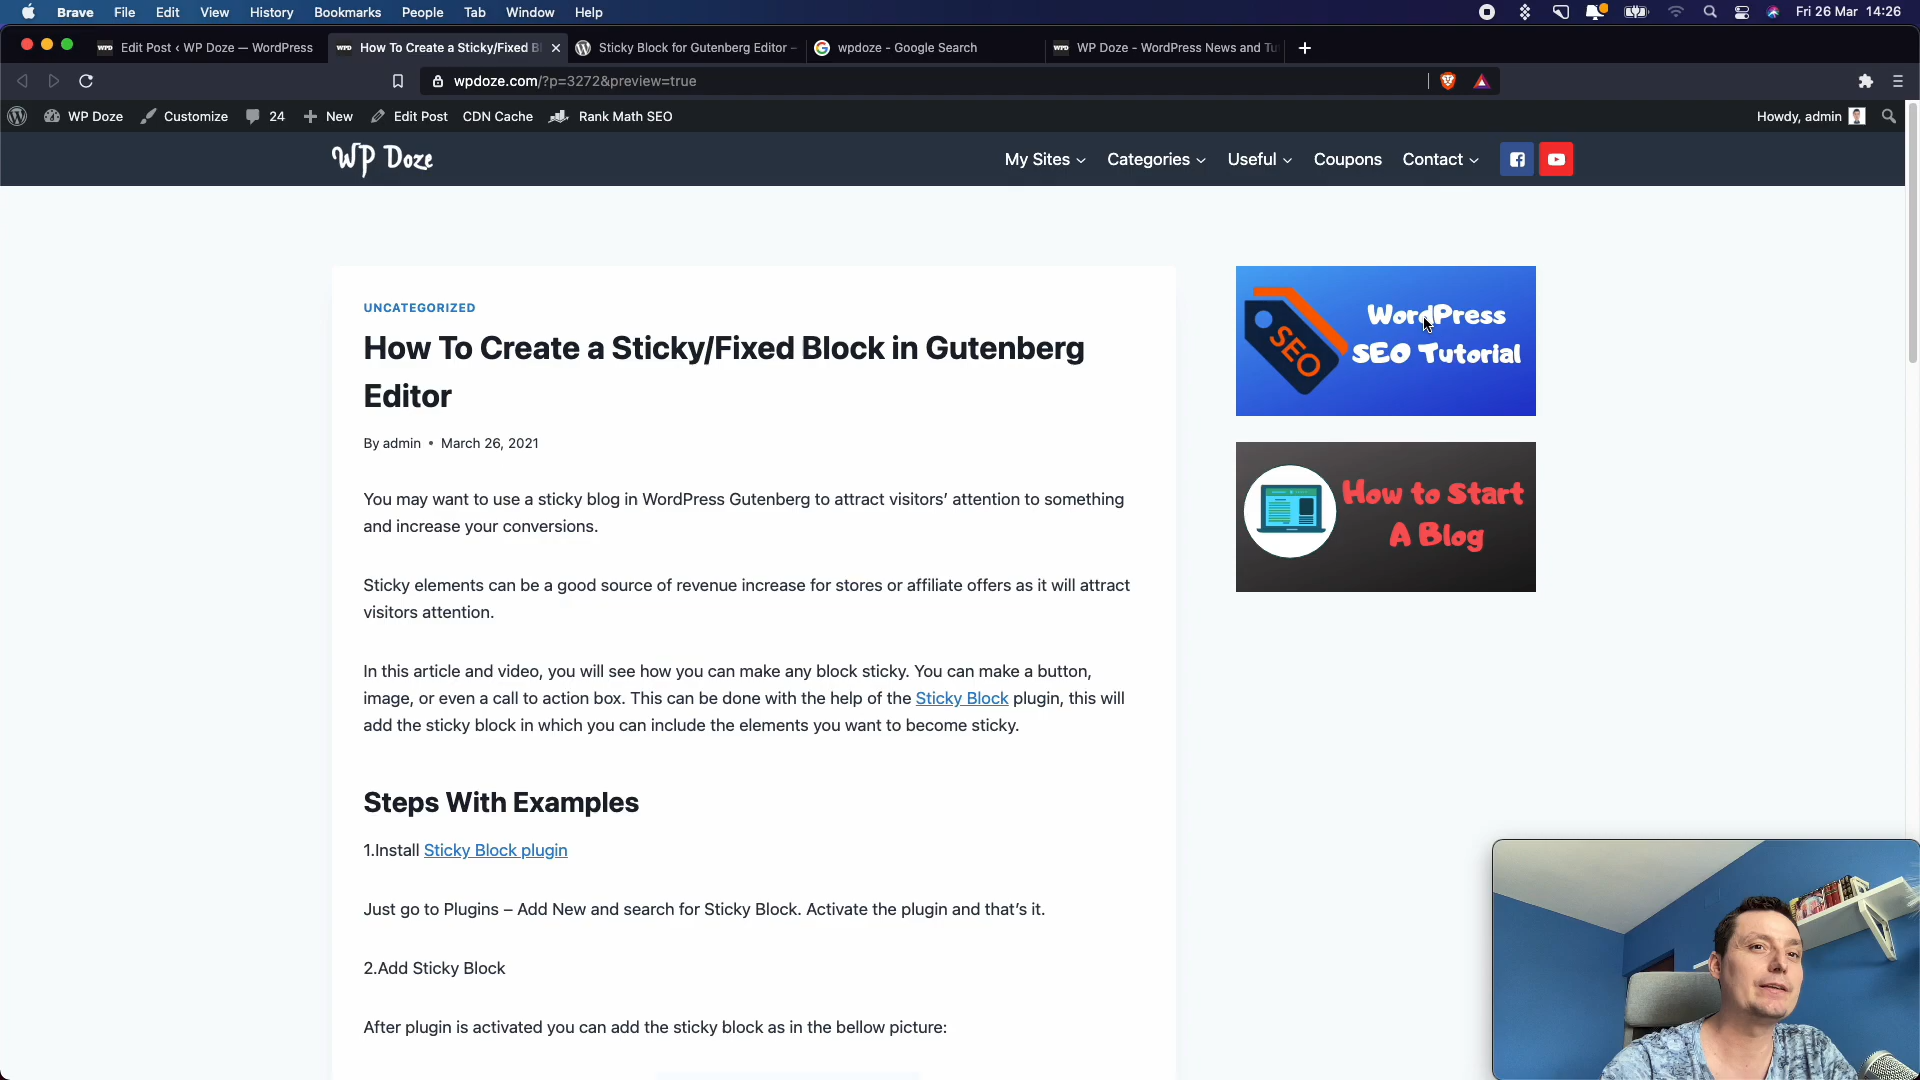 Brave File Edit View History Bookmarks People Tab Window Help Fri 26 Mar 14:26
WPD Edit Post ‹ WP Doze — WordPress
WPD How To Create a Sticky/Fixed B
Sticky Block for Gutenberg Editor –
wpdoze - Google Search
WPD WP Doze - WordPress News and Tu
wpdoze.com/?p=3272&preview=true
WP Doze Customize 24 New Edit Post CDN Cache Rank Math SEO Howdy, admin
WP Doze
My Sites Categories Useful Coupons Contact
UNCATEGORIZED
How To Create a Sticky/Fixed Block in Gutenberg
Editor
By admin • March 26, 2021
You may want to use a sticky blog in WordPress Gutenberg to attract visitors’ attention to something
and increase your conversions.
Sticky elements can be a good source of revenue increase for stores or affiliate offers as it will attract
visitors attention.
In this article and video, you will see how you can make any block sticky. You can make a button,
image, or even a call to action box. This can be done with the help of the Sticky Block plugin, this will
add the sticky block in which you can include the elements you want to become sticky.
Steps With Examples
1.Install Sticky Block plugin
Just go to Plugins – Add New and search for Sticky Block. Activate the plugin and that’s it.
2.Add Sticky Block
After plugin is activated you can add the sticky block as in the bellow picture:
SEO
WordPress
SEO Tutorial
How to Start
A Blog